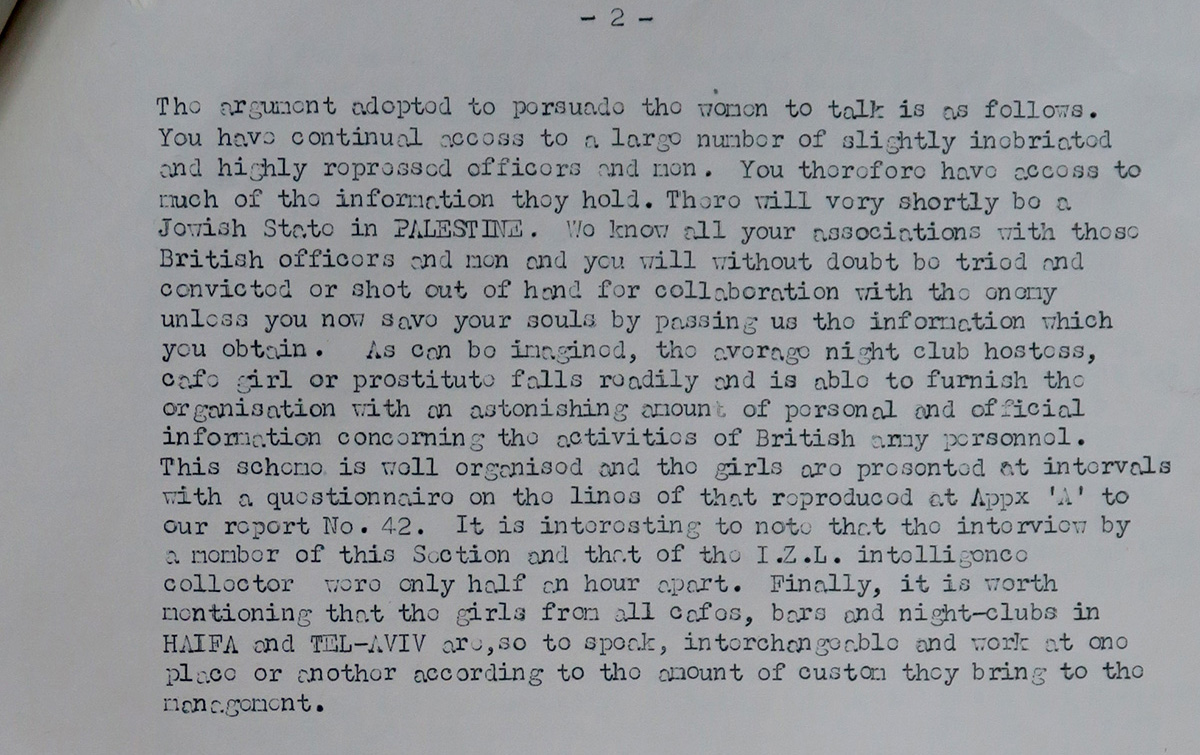 - 2 -
The argument adopted to persuade the women to talk is as follows.
You have continual access to a large number of slightly inebriated
and highly repressed officers and men. You therefore have access to
much of the information they hold. There will very shortly be a
Jewish State in PALESTINE. We know all your associations with these
British officers and men and you will without doubt be tried and
convicted or shot out of hand for collaboration with the enemy
unless you now save your souls by passing us the information which
you obtain. As can be imagined, the average night club hostess,
cafe girl or prostitute falls readily and is able to furnish the
organisation with an astonishing amount of personal and official
information concerning the activities of British army personnel.
This scheme is well organised and the girls are presented at intervals
with a questionnaire on the lines of that reproduced at Appx 'A' to
our report No. 42. It is interesting to note that the interview by
a member of this Section and that of the I.Z.L. intelligence
collector were only half an hour apart. Finally, it is worth
mentioning that the girls from all cafes, bars and night-clubs in
HAIFA and TEL-AVIV are,so to speak, interchangeable and work at one
place or another according to the amount of custom they bring to the
management.